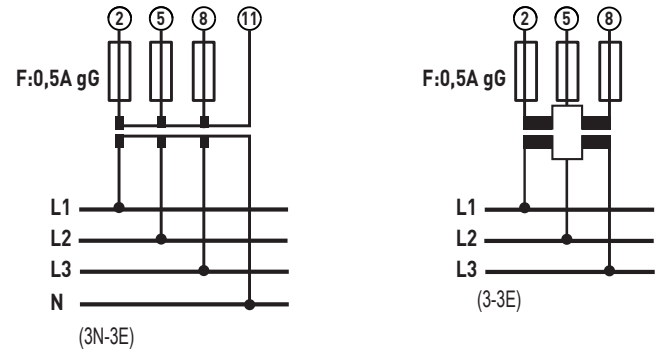 2 5 8 11
F:0,5A gG
L1
L2
L3
N
(3N-3E)
2 5 8
F:0,5A gG
L1
L2
L3
(3-3E)